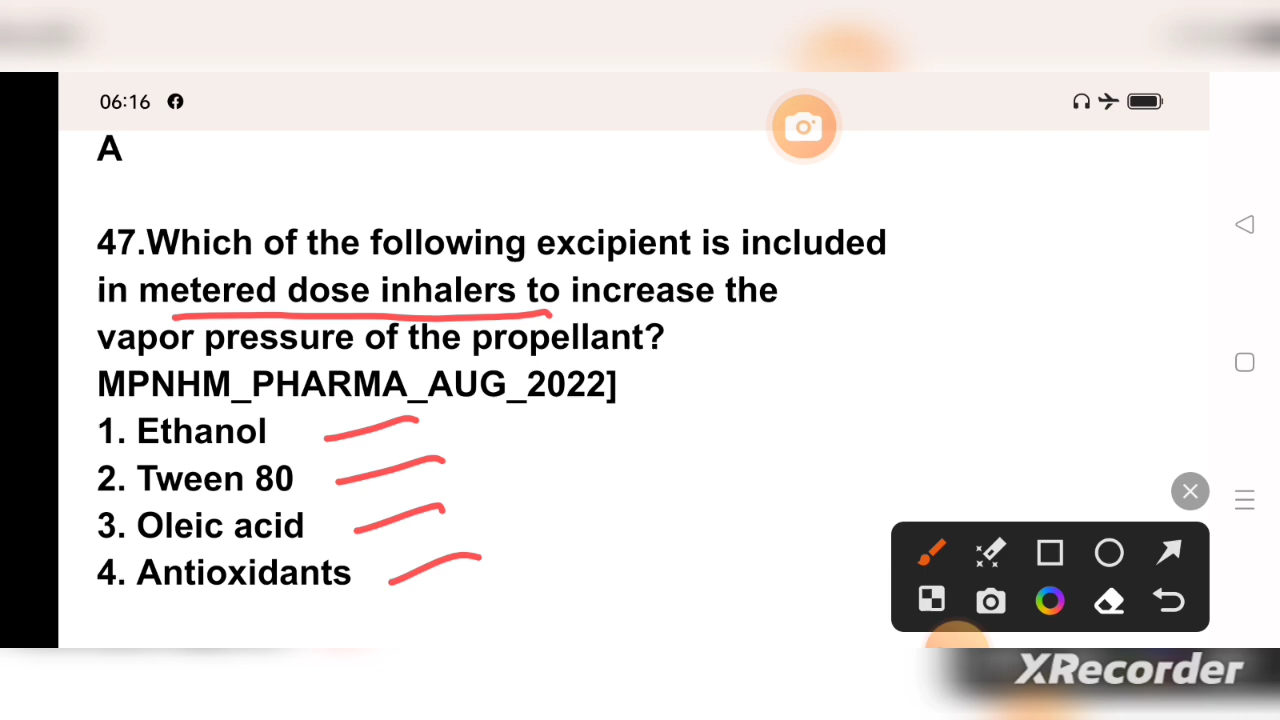 06:16
A
47.Which of the following excipient is included
in metered dose inhalers to increase the
vapor pressure of the propellant?
MPNHM_PHARMA_AUG_2022]
1. Ethanol
2. Tween 80
3. Oleic acid
4. Antioxidants
XRecorder